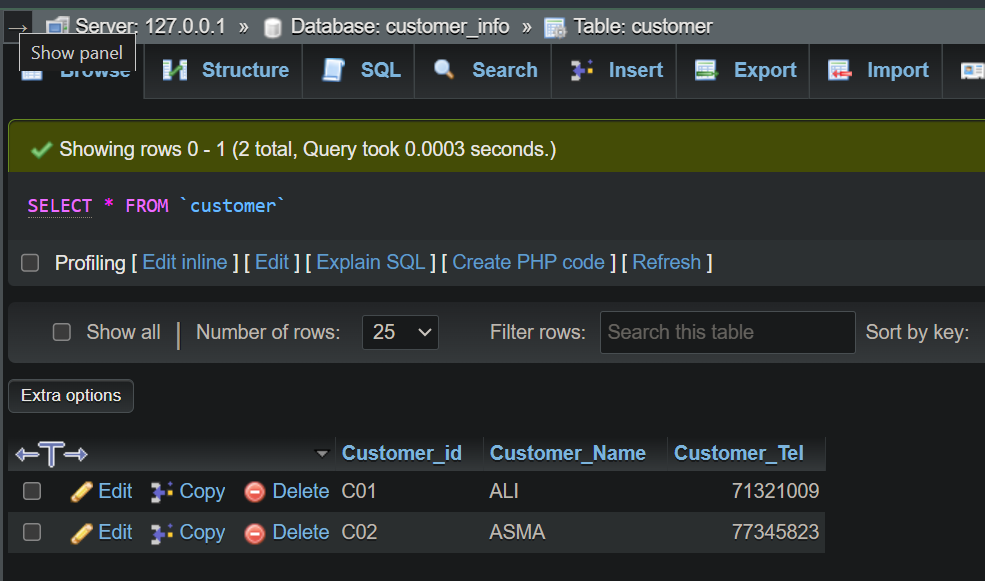 Server: 127.0.0.1 » Database: customer_info » Table: customer
Show panel
Browse Structure SQL Search Insert Export Import
Showing rows 0 - 1 (2 total, Query took 0.0003 seconds.)
SELECT * FROM `customer`
Profiling [ Edit inline ] [ Edit ] [ Explain SQL ] [ Create PHP code ] [ Refresh ]
Show all | Number of rows: 25 Filter rows: Search this table Sort by key:
Extra options
Customer_id Customer_Name Customer_Tel
Edit Copy Delete C01 ALI 71321009
Edit Copy Delete C02 ASMA 77345823